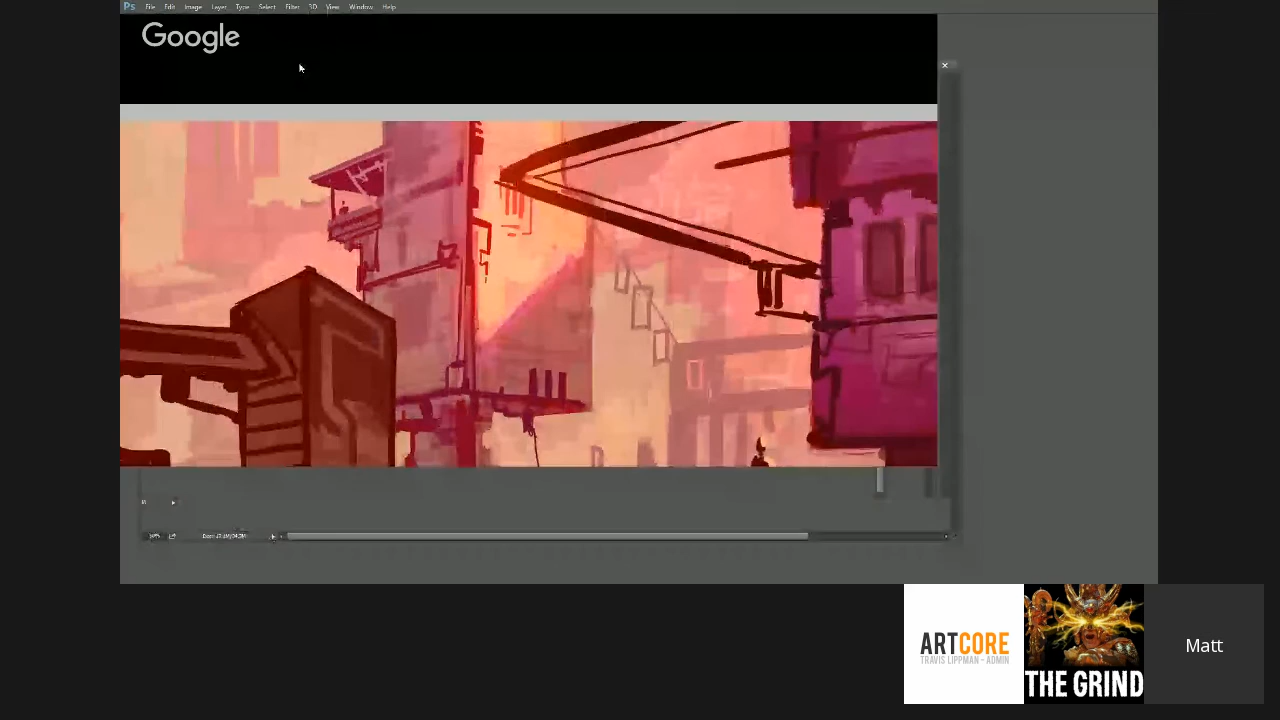 Ps File Edit Image Layer Type Select Filter 3D View Window Help
Google
ARTCORE
TRAVIS LIPPMAN - ADMIN
THE GRIND
Matt